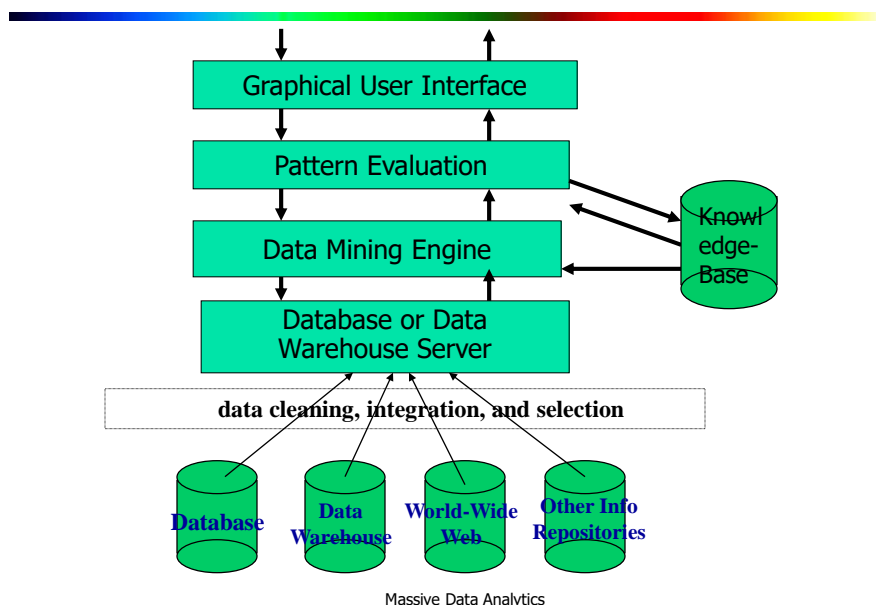 Graphical User Interface
Pattern Evaluation
Knowl
edge-
Base
Data Mining Engine
Database or Data
Warehouse Server
data cleaning, integration, and selection
Database
Data
Warehouse
World-Wide
Web
Other Info
Repositories
Massive Data Analytics